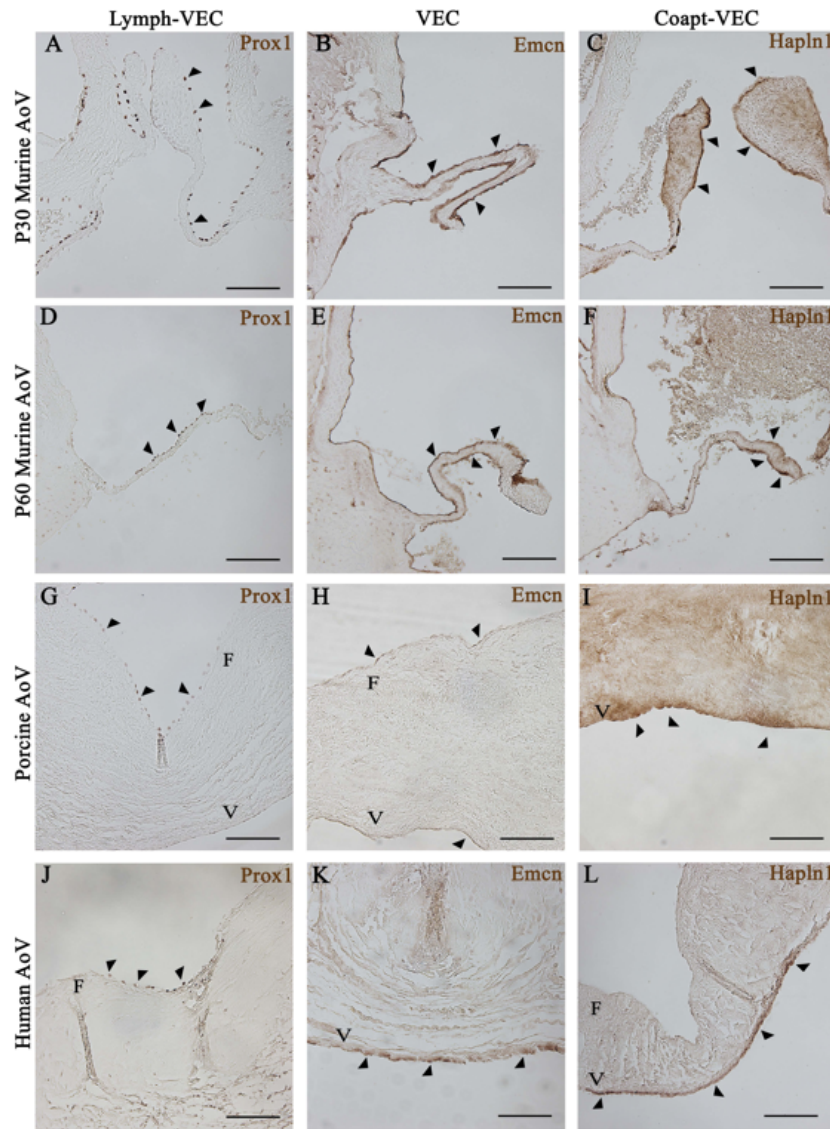 Lymph-VEC VEC Coapt-VEC
P30 Murine AoV
A Prox1
B Emcn
C Hapln1
P60 Murine AoV
D Prox1
E Emcn
F Hapln1
Porcine AoV
G Prox1
F
V
H Emcn
F
V
I Hapln1
V
Human AoV
J Prox1
F
K Emcn
V
L Hapln1
F
V